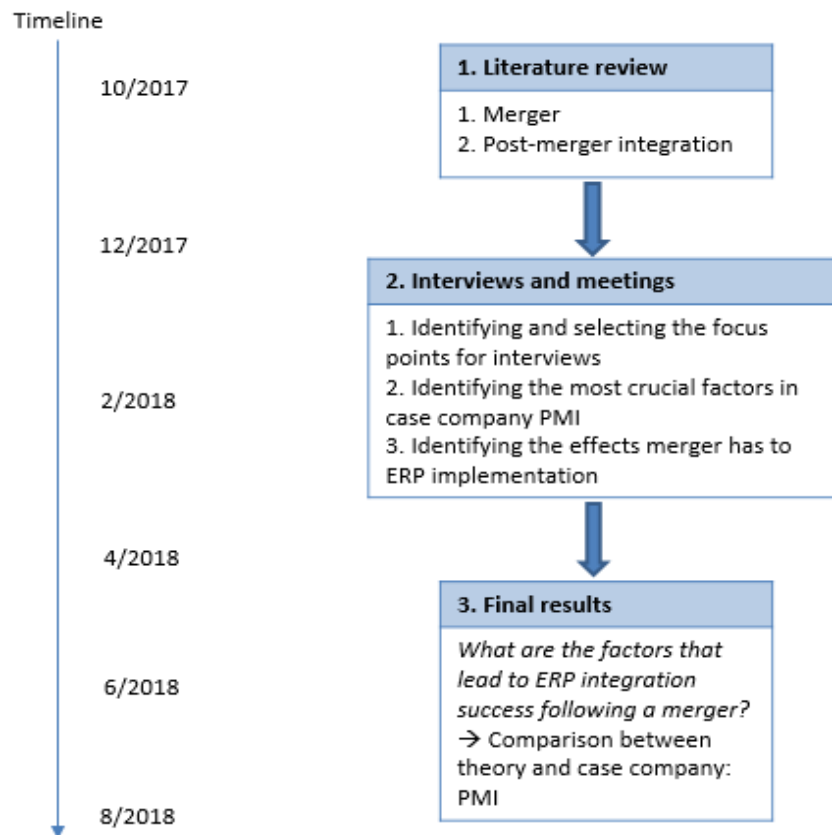 Timeline
10/2017
12/2017
2/2018
4/2018
6/2018
8/2018
1. Literature review
1. Merger
2. Post-merger integration
2. Interviews and meetings
1. Identifying and selecting the focus
points for interviews
2. Identifying the most crucial factors in
case company PMI
3. Identifying the effects merger has to
ERP implementation
3. Final results
What are the factors that
lead to ERP integration
success following a merger?
→ Comparison between
theory and case company:
PMI